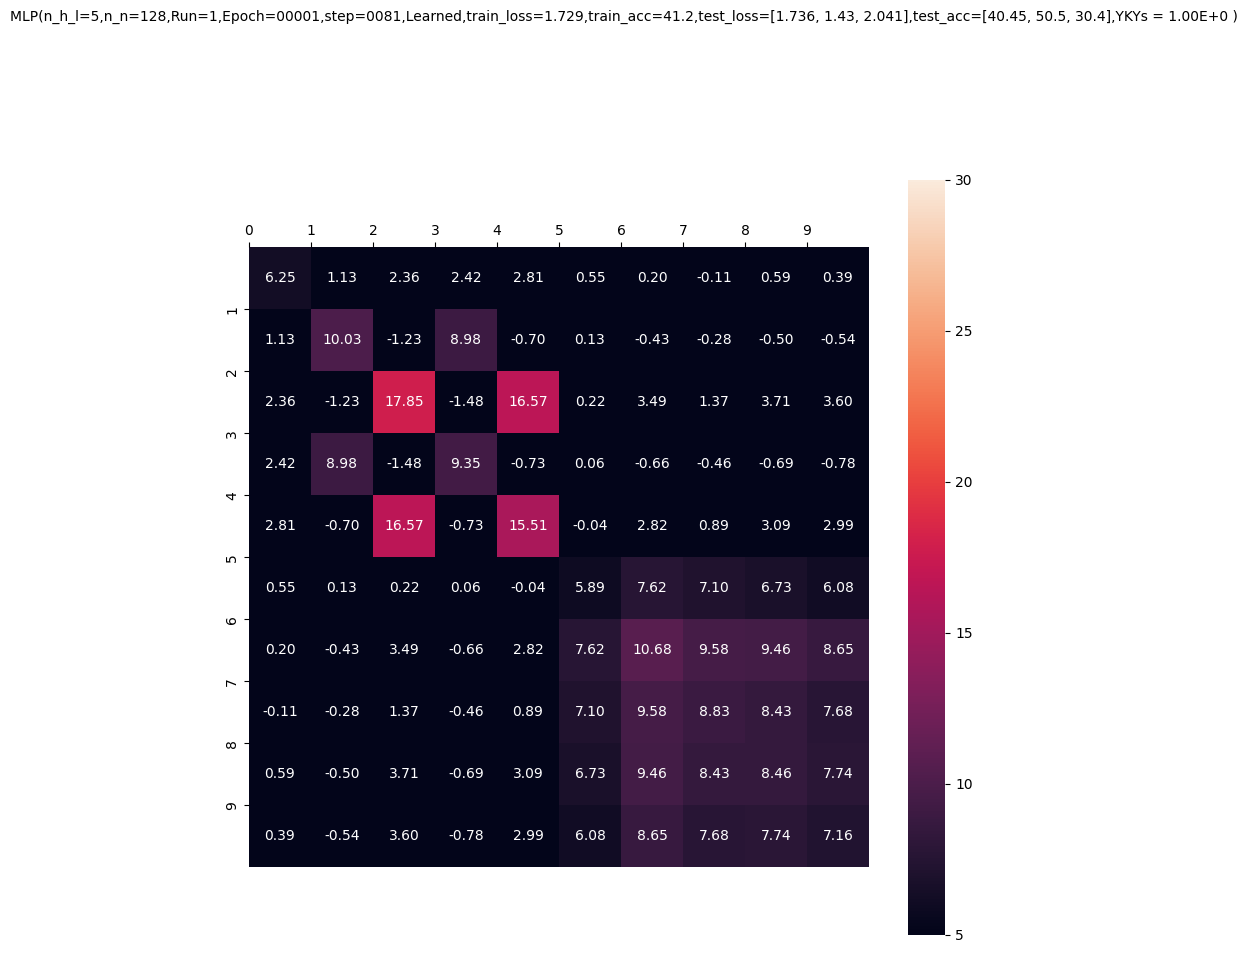 MLP(n_h_l=5,n_n=128,Run=1,Epoch=00001,step=0081,Learned,train_loss=1.729,train_acc=41.2,test_loss=[1.736, 1.43, 2.041],test_acc=[40.45, 50.5, 30.4],YKYs = 1.00E+0 )
0 1 2 3 4 5 6 7 8 9
6.25 1.13 2.36 2.42 2.81 0.55 0.20 -0.11 0.59 0.39
1
1.13 10.03 -1.23 8.98 -0.70 0.13 -0.43 -0.28 -0.50 -0.54
2
2.36 -1.23 17.85 -1.48 16.57 0.22 3.49 1.37 3.71 3.60
3
2.42 8.98 -1.48 9.35 -0.73 0.06 -0.66 -0.46 -0.69 -0.78
4
2.81 -0.70 16.57 -0.73 15.51 -0.04 2.82 0.89 3.09 2.99
5
0.55 0.13 0.22 0.06 -0.04 5.89 7.62 7.10 6.73 6.08
6
0.20 -0.43 3.49 -0.66 2.82 7.62 10.68 9.58 9.46 8.65
7
-0.11 -0.28 1.37 -0.46 0.89 7.10 9.58 8.83 8.43 7.68
8
0.59 -0.50 3.71 -0.69 3.09 6.73 9.46 8.43 8.46 7.74
9
0.39 -0.54 3.60 -0.78 2.99 6.08 8.65 7.68 7.74 7.16
30
25
20
15
10
5